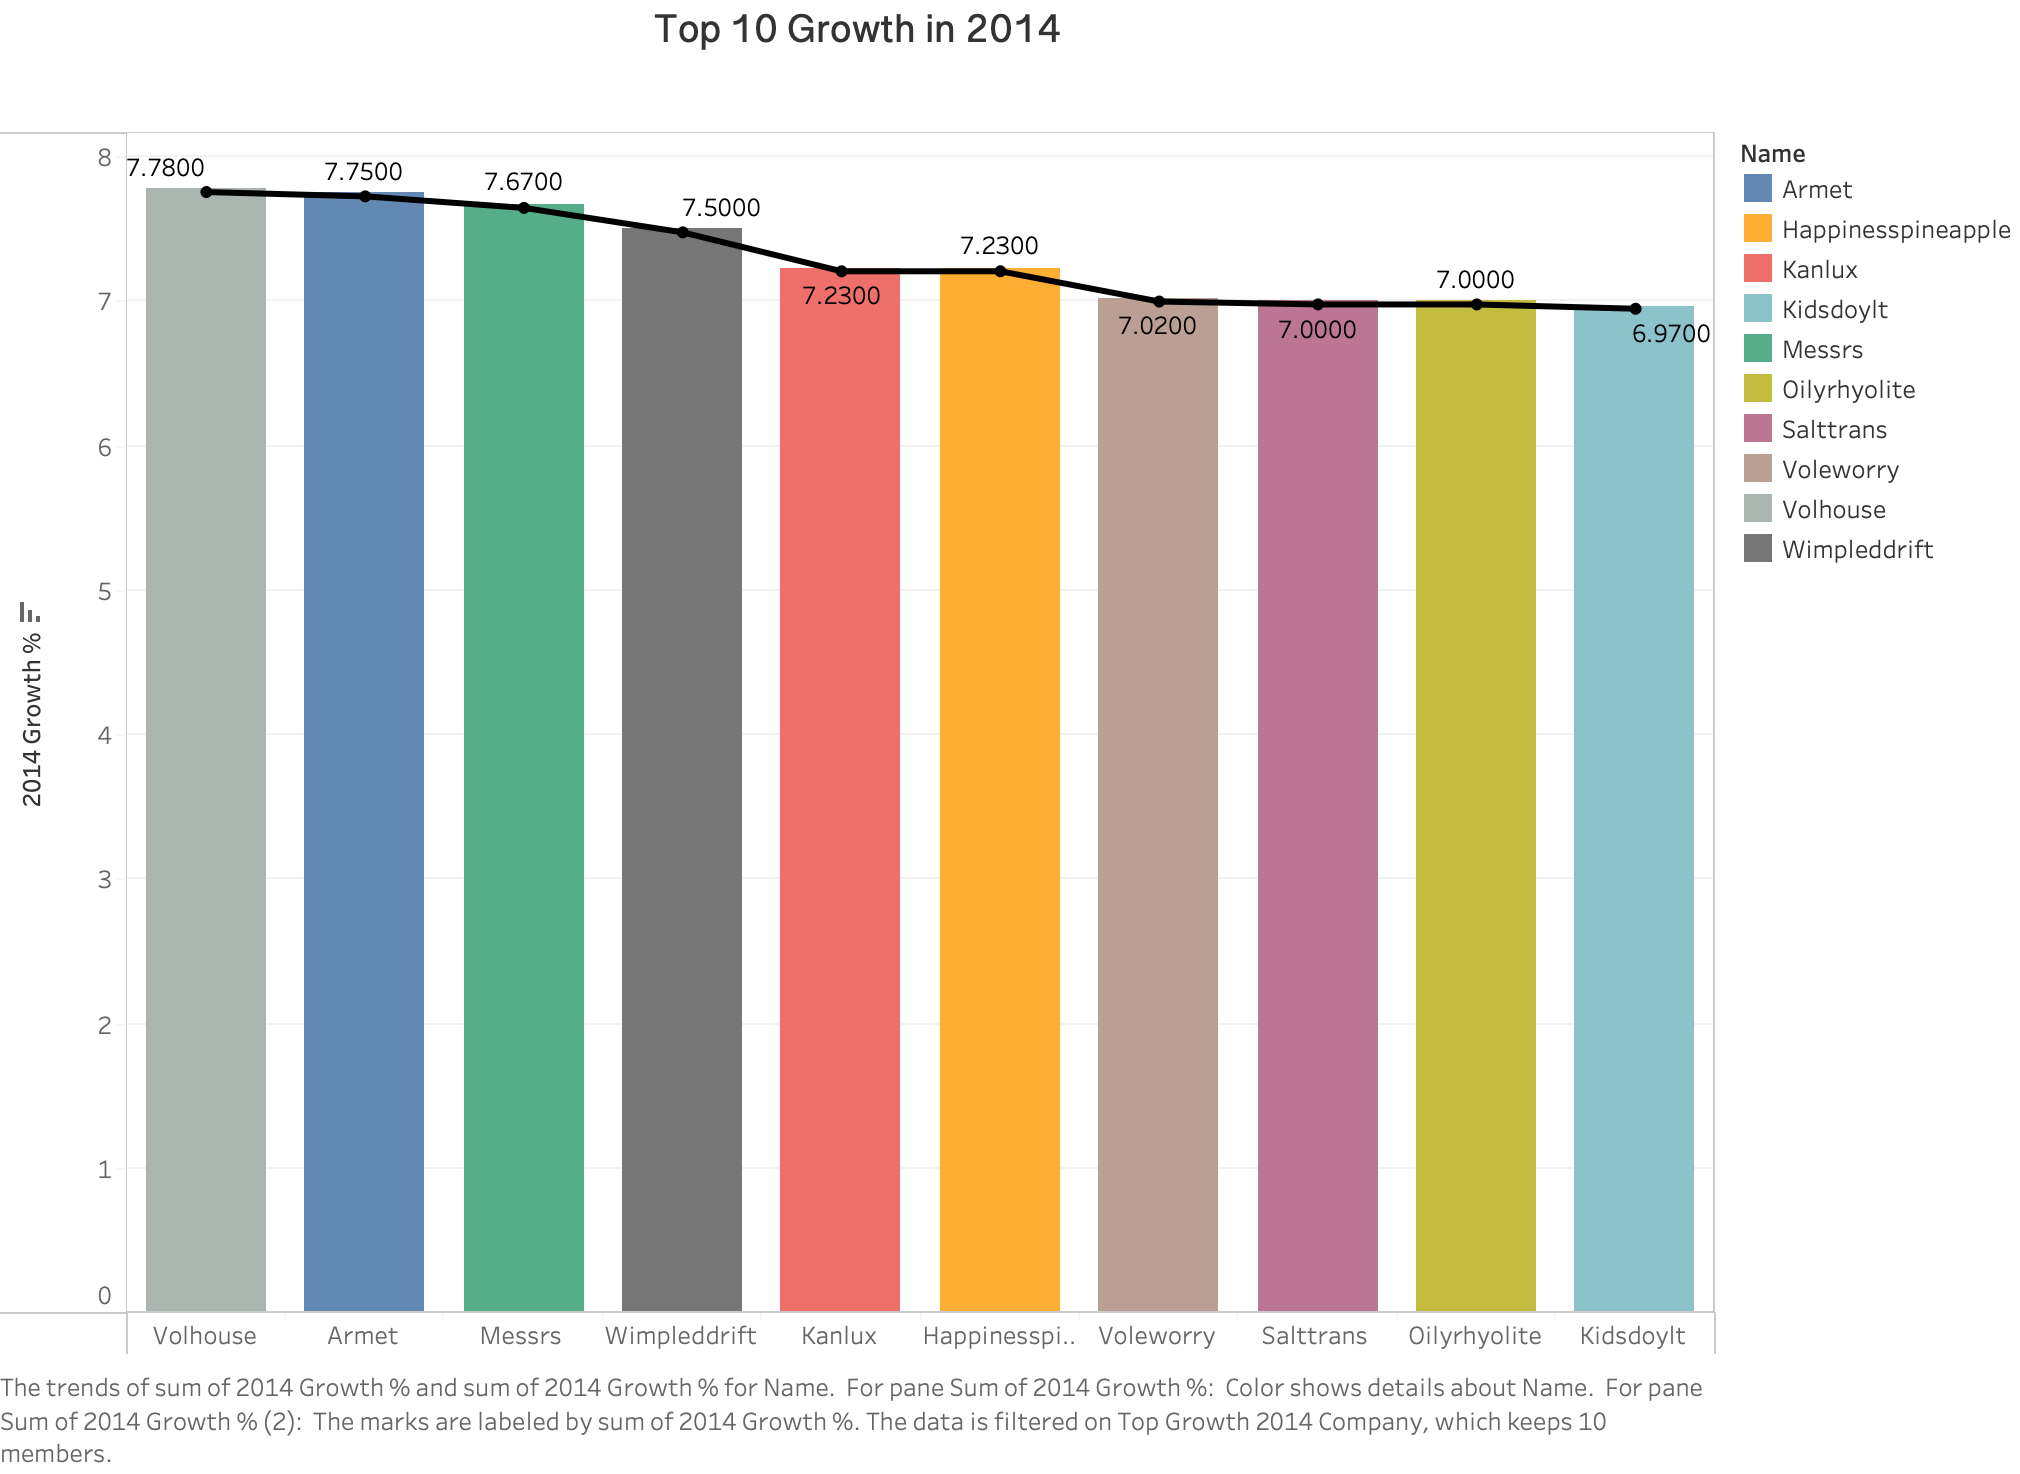 Top 10 Growth in 2014
8
7
6
5
4
3
2
1
0
2014 Growth %
7.7800
7.7500
7.6700
7.5000
7.2300
7.2300
7.0200
7.0000
7.0000
6.9700
Volhouse
Armet
Messrs
Wimpleddrift
Kanlux
Happinesspi..
Voleworry
Salttrans
Oilyrhyolite
Kidsdoylt
Name
Armet
Happinesspineapple
Kanlux
Kidsdoylt
Messrs
Oilyrhyolite
Salttrans
Voleworry
Volhouse
Wimpleddrift
The trends of sum of 2014 Growth % and sum of 2014 Growth % for Name.  For pane Sum of 2014 Growth %:  Color shows details about Name.  For pane
Sum of 2014 Growth % (2):  The marks are labeled by sum of 2014 Growth %. The data is filtered on Top Growth 2014 Company, which keeps 10
members.